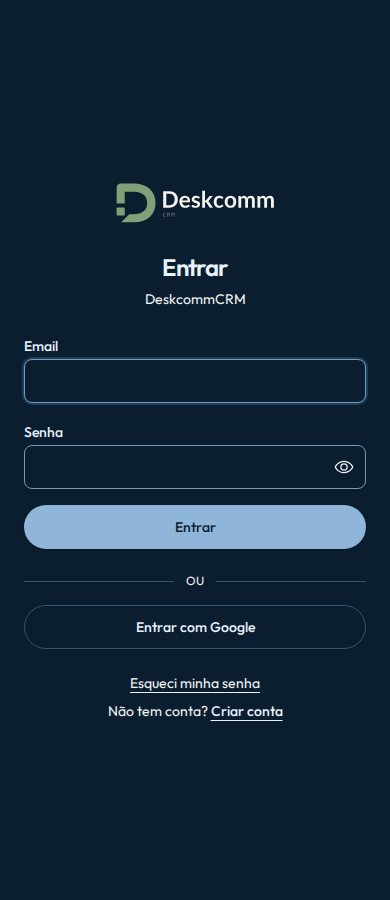 Deskcomm
CRM
Entrar
DeskcommCRM
Email
Senha
Entrar
OU
Entrar com Google
Esqueci minha senha
Não tem conta? Criar conta